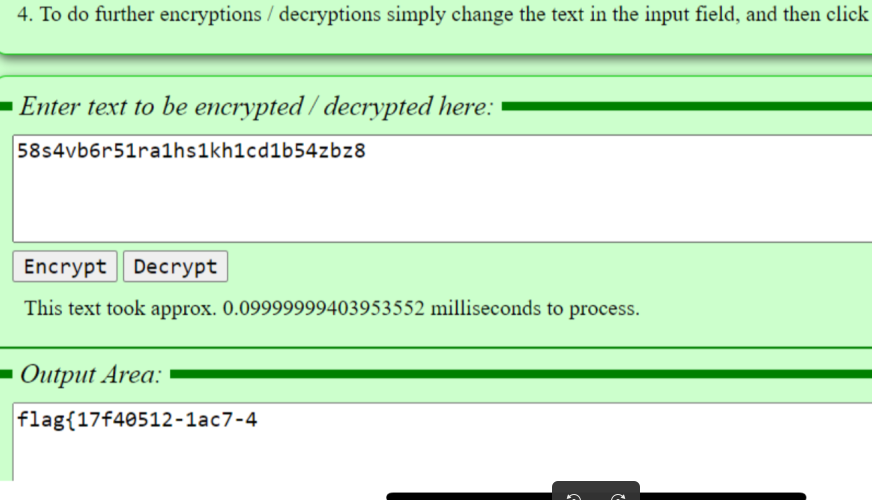 4. To do further encryptions / decryptions simply change the text in the input field, and then click
Enter text to be encrypted / decrypted here:
58s4vb6r51ra1hs1kh1cd1b54zbz8
Encrypt Decrypt
This text took approx. 0.09999999403953552 milliseconds to process.
Output Area:
flag{17f40512-1ac7-4